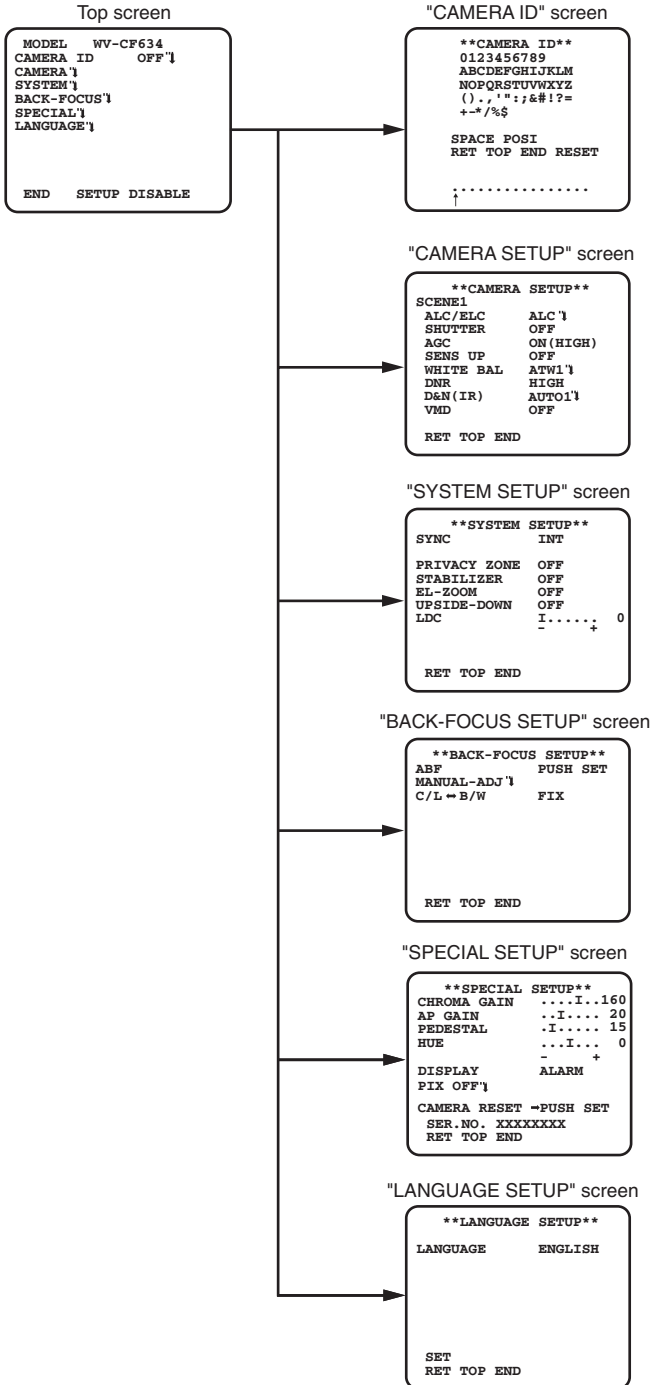 Top screen
MODEL WV-CF634
CAMERA ID OFF
CAMERA
SYSTEM
BACK-FOCUS
SPECIAL
LANGUAGE
END SETUP DISABLE
"CAMERA ID" screen
**CAMERA ID**
0123456789
ABCDEFGHIJKLM
NOPQRSTUVWXYZ
().,'":;&#!?=
+-*/%$
SPACE POSI
RET TOP END RESET
................
↑
"CAMERA SETUP" screen
**CAMERA SETUP**
SCENE1
ALC/ELC ALC
SHUTTER OFF
AGC ON(HIGH)
SENS UP OFF
WHITE BAL ATW1
DNR HIGH
D&N(IR) AUTO1
VMD OFF
RET TOP END
"SYSTEM SETUP" screen
**SYSTEM SETUP**
SYNC INT
PRIVACY ZONE OFF
STABILIZER OFF
EL-ZOOM OFF
UPSIDE-DOWN OFF
LDC I...... 0
- +
RET TOP END
"BACK-FOCUS SETUP" screen
**BACK-FOCUS SETUP**
ABF PUSH SET
MANUAL-ADJ
C/L↔B/W FIX
RET TOP END
"SPECIAL SETUP" screen
**SPECIAL SETUP**
CHROMA GAIN ....I..160
AP GAIN ..I.... 20
PEDESTAL .I..... 15
HUE ...I... 0
- +
DISPLAY ALARM
PIX OFF
CAMERA RESET →PUSH SET
SER.NO. XXXXXXXX
RET TOP END
"LANGUAGE SETUP" screen
**LANGUAGE SETUP**
LANGUAGE ENGLISH
SET
RET TOP END